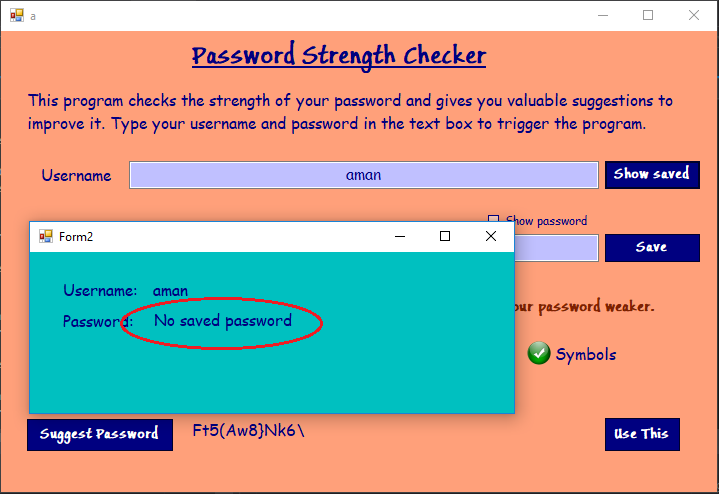 a
Password Strength Checker
This program checks the strength of your password and gives you valuable suggestions to
improve it. Type your username and password in the text box to trigger the program.
Username aman Show saved
Show password
Save
Form2
Username: aman
Password: No saved password
our password weaker.
Symbols
Suggest Password Ft5(Aw8}Nk6\ Use This